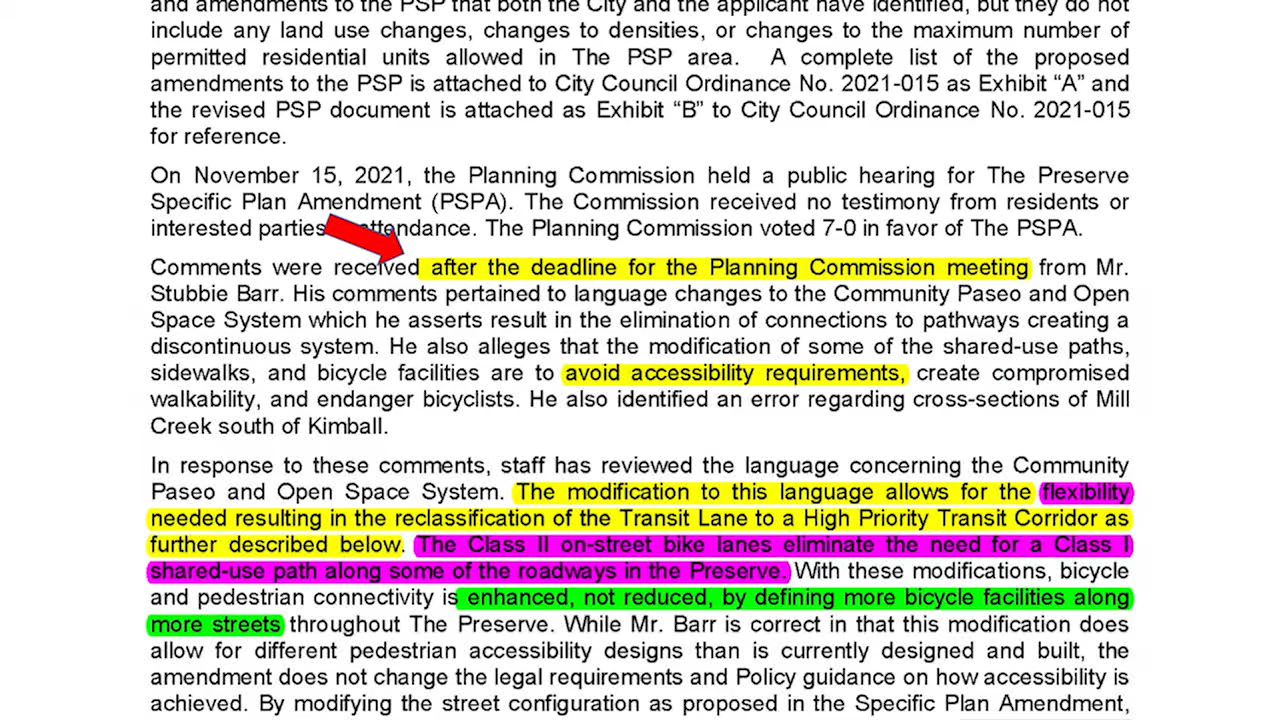 and amendments to the PSP that both the City and the applicant have identified, but they do not
include any land use changes, changes to densities, or changes to the maximum number of
permitted residential units allowed in The PSP area. A complete list of the proposed
amendments to the PSP is attached to City Council Ordinance No. 2021-015 as Exhibit “A” and
the revised PSP document is attached as Exhibit “B” to City Council Ordinance No. 2021-015
for reference.
On November 15, 2021, the Planning Commission held a public hearing for The Preserve
Specific Plan Amendment (PSPA). The Commission received no testimony from residents or
interested parties attendance. The Planning Commission voted 7-0 in favor of The PSPA.
Comments were received after the deadline for the Planning Commission meeting from Mr.
Stubbie Barr. His comments pertained to language changes to the Community Paseo and Open
Space System which he asserts result in the elimination of connections to pathways creating a
discontinuous system. He also alleges that the modification of some of the shared-use paths,
sidewalks, and bicycle facilities are to avoid accessibility requirements, create compromised
walkability, and endanger bicyclists. He also identified an error regarding cross-sections of Mill
Creek south of Kimball.
In response to these comments, staff has reviewed the language concerning the Community
Paseo and Open Space System. The modification to this language allows for the flexibility
needed resulting in the reclassification of the Transit Lane to a High Priority Transit Corridor as
further described below. The Class II on-street bike lanes eliminate the need for a Class I
shared-use path along some of the roadways in the Preserve. With these modifications, bicycle
and pedestrian connectivity is enhanced, not reduced, by defining more bicycle facilities along
more streets throughout The Preserve. While Mr. Barr is correct in that this modification does
allow for different pedestrian accessibility designs than is currently designed and built, the
amendment does not change the legal requirements and Policy guidance on how accessibility is
achieved. By modifying the street configuration as proposed in the Specific Plan Amendment,